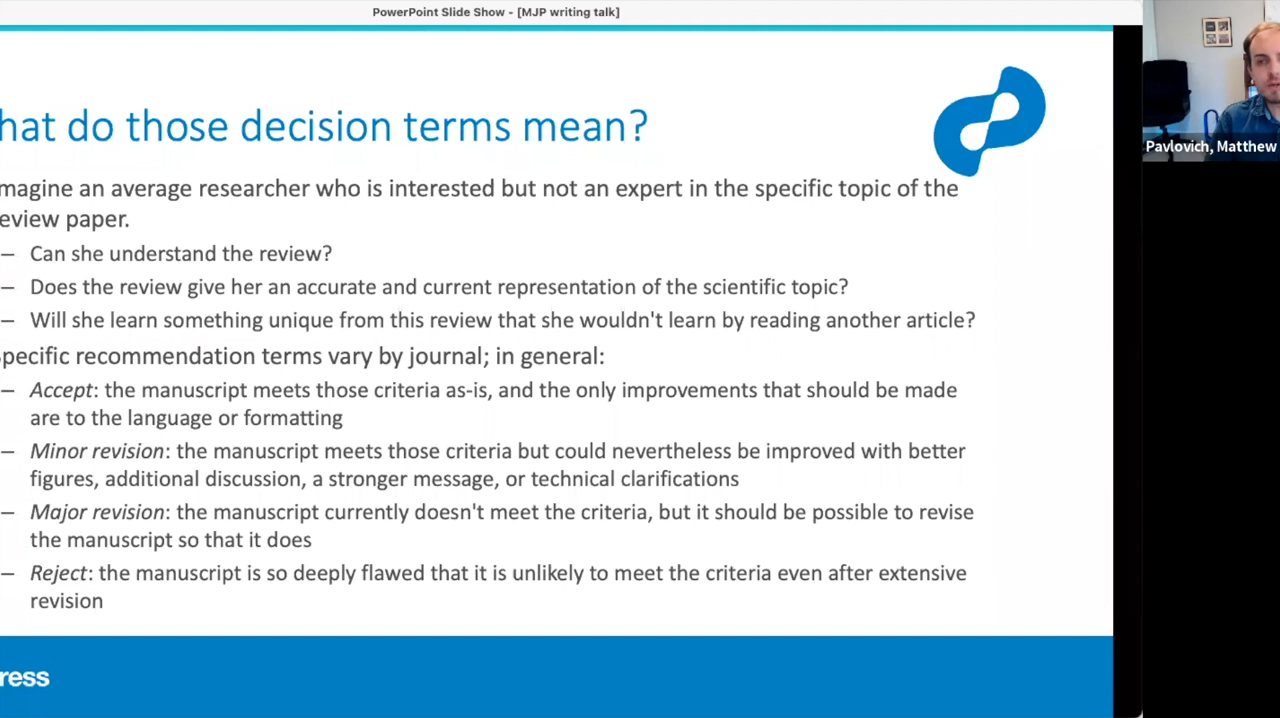 PowerPoint Slide Show - [MJP writing talk]
hat do those decision terms mean?
magine an average researcher who is interested but not an expert in the specific topic of the
eview paper.
– Can she understand the review?
– Does the review give her an accurate and current representation of the scientific topic?
– Will she learn something unique from this review that she wouldn't learn by reading another article?
pecific recommendation terms vary by journal; in general:
– Accept: the manuscript meets those criteria as-is, and the only improvements that should be made
are to the language or formatting
– Minor revision: the manuscript meets those criteria but could nevertheless be improved with better
figures, additional discussion, a stronger message, or technical clarifications
– Major revision: the manuscript currently doesn't meet the criteria, but it should be possible to revise
the manuscript so that it does
– Reject: the manuscript is so deeply flawed that it is unlikely to meet the criteria even after extensive
revision
ress
Pavlovich, Matthew